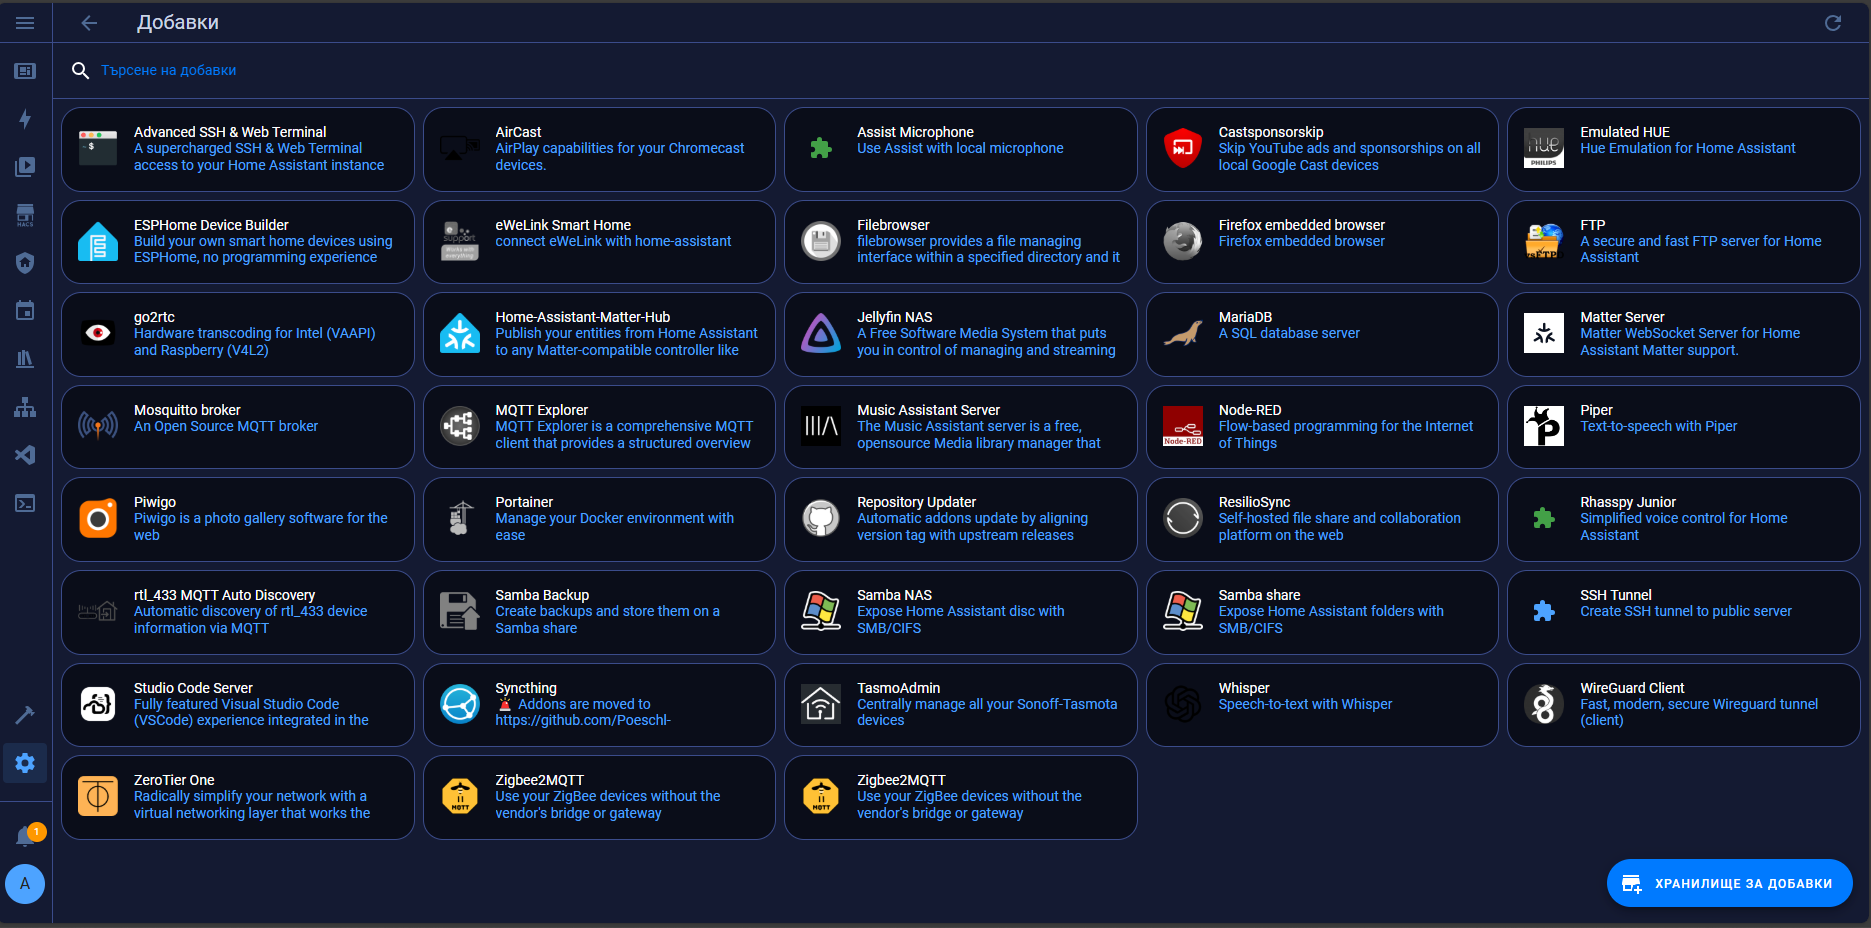 Добавки
Търсене на добавки
Advanced SSH & Web Terminal
A supercharged SSH & Web Terminal
access to your Home Assistant instance
AirCast
AirPlay capabilities for your Chromecast
devices.
Assist Microphone
Use Assist with local microphone
Castsponsorskip
Skip YouTube ads and sponsorships on all
local Google Cast devices
hue
PHILIPS
Emulated HUE
Hue Emulation for Home Assistant
HACS
ESPHome Device Builder
Build your own smart home devices using
ESPHome, no programming experience
support
Works with
everything
eWeLink Smart Home
connect eWeLink with home-assistant
Filebrowser
filebrowser provides a file managing
interface within a specified directory and it
Firefox embedded browser
Firefox embedded browser
FTP
A secure and fast FTP server for Home
Assistant
go2rtc
Hardware transcoding for Intel (VAAPI)
and Raspberry (V4L2)
Home-Assistant-Matter-Hub
Publish your entities from Home Assistant
to any Matter-compatible controller like
Jellyfin NAS
A Free Software Media System that puts
you in control of managing and streaming
MariaDB
A SQL database server
Matter Server
Matter WebSocket Server for Home
Assistant Matter support.
Mosquitto broker
An Open Source MQTT broker
MQTT Explorer
MQTT Explorer is a comprehensive MQTT
client that provides a structured overview
Music Assistant Server
The Music Assistant server is a free,
opensource Media library manager that
Node-RED
Node-RED
Flow-based programming for the Internet
of Things
Piper
Text-to-speech with Piper
Piwigo
Piwigo is a photo gallery software for the
web
Portainer
Manage your Docker environment with
ease
Repository Updater
Automatic addons update by aligning
version tag with upstream releases
ResilioSync
Self-hosted file share and collaboration
platform on the web
Rhasspy Junior
Simplified voice control for Home
Assistant
rtl_433 MQTT Auto Discovery
Automatic discovery of rtl_433 device
information via MQTT
Samba Backup
Create backups and store them on a
Samba share
Samba NAS
Expose Home Assistant disc with
SMB/CIFS
Samba share
Expose Home Assistant folders with
SMB/CIFS
SSH Tunnel
Create SSH tunnel to public server
Studio Code Server
Fully featured Visual Studio Code
(VSCode) experience integrated in the
Syncthing
🚨 Addons are moved to
https://github.com/Poeschl-
TasmoAdmin
Centrally manage all your Sonoff-Tasmota
devices
Whisper
Speech-to-text with Whisper
WireGuard Client
Fast, modern, secure Wireguard tunnel
(client)
ZeroTier One
Radically simplify your network with a
virtual networking layer that works the
MQTT
Zigbee2MQTT
Use your ZigBee devices without the
vendor's bridge or gateway
MQTT
Zigbee2MQTT
Use your ZigBee devices without the
vendor's bridge or gateway
1
A
ХРАНИЛИЩЕ ЗА ДОБАВКИ